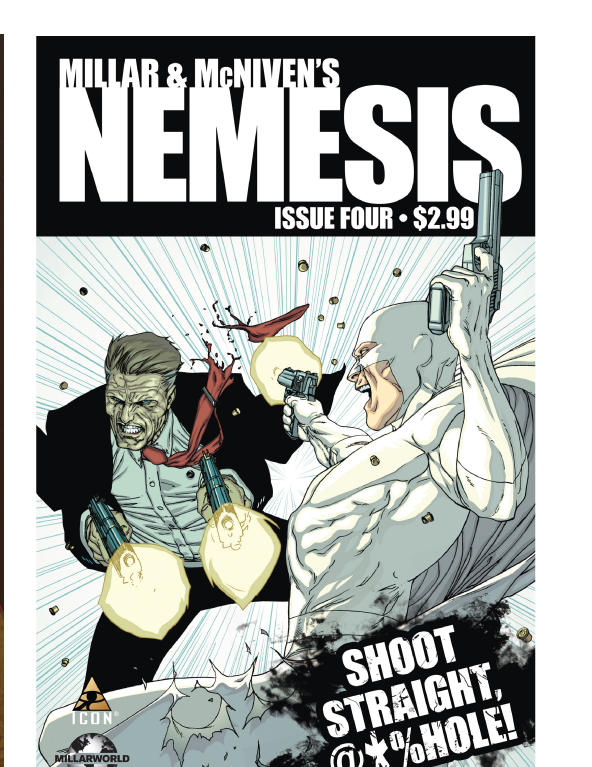 MILLAR & McNIVEN'S
NEMESIS
ISSUE FOUR • $2.99
SHOOT
STRAIGHT,
@*%HOLE!
ICON®
MILLARWORLD